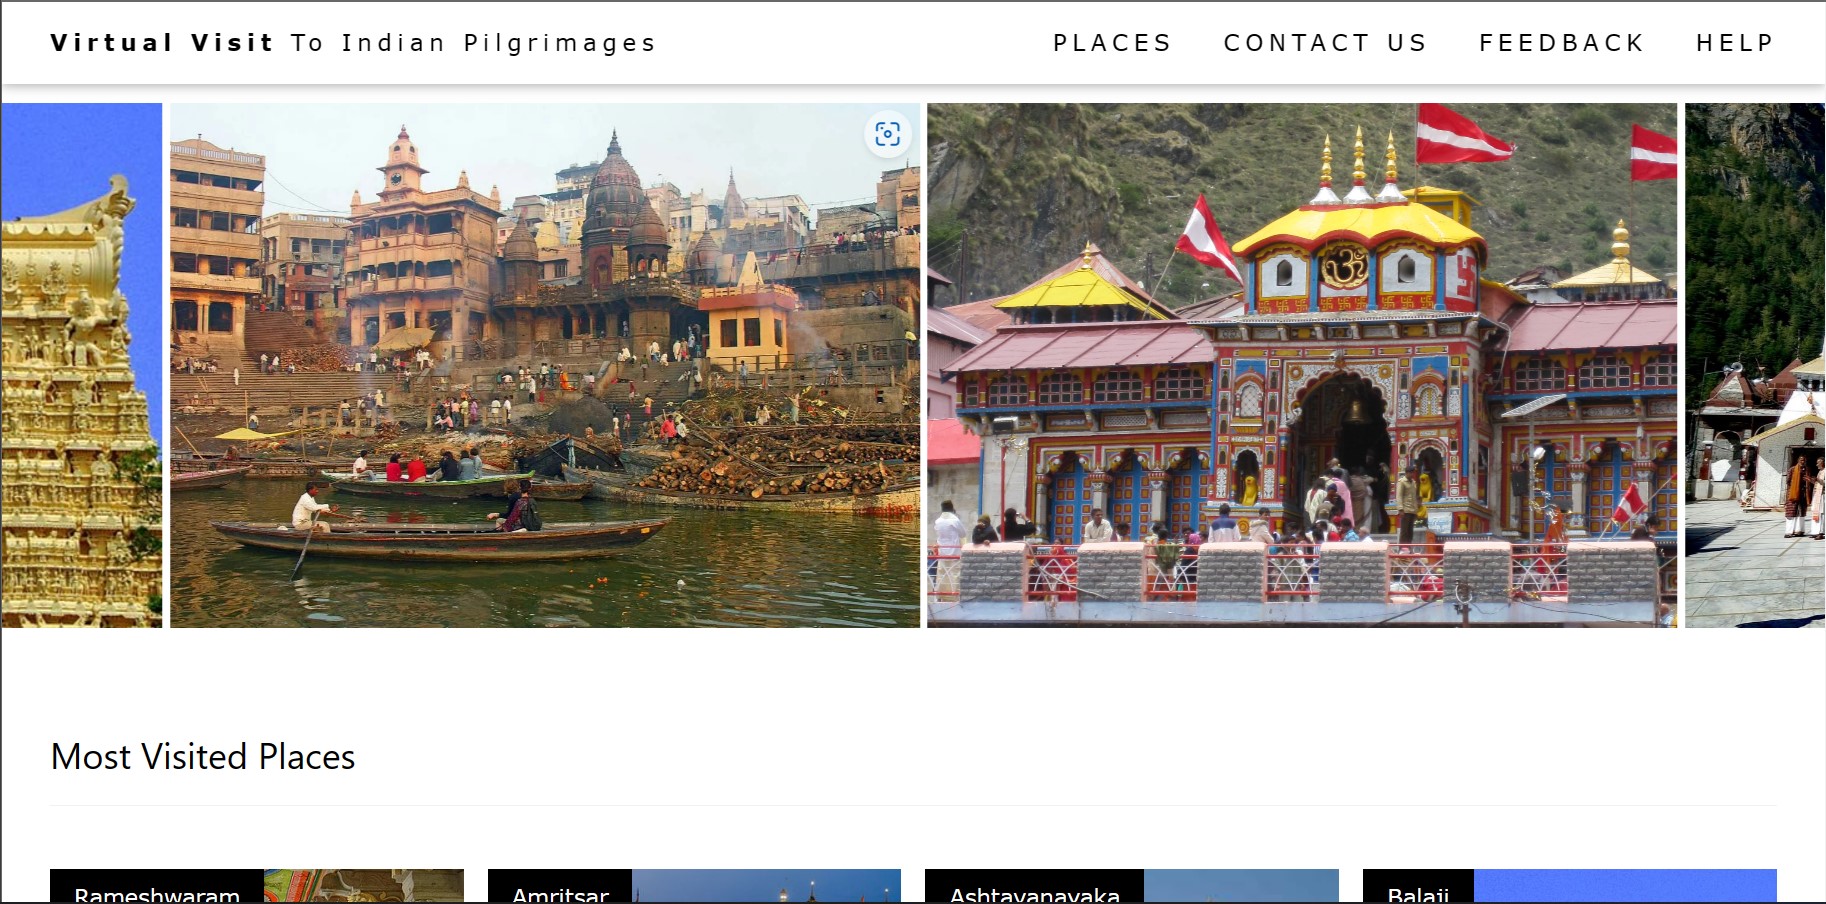 Virtual Visit To Indian Pilgrimages
PLACES CONTACT US FEEDBACK HELP
ॐ
Most Visited Places
Rameshwaram
Amritsar
Ashtavanayaka
Balaji